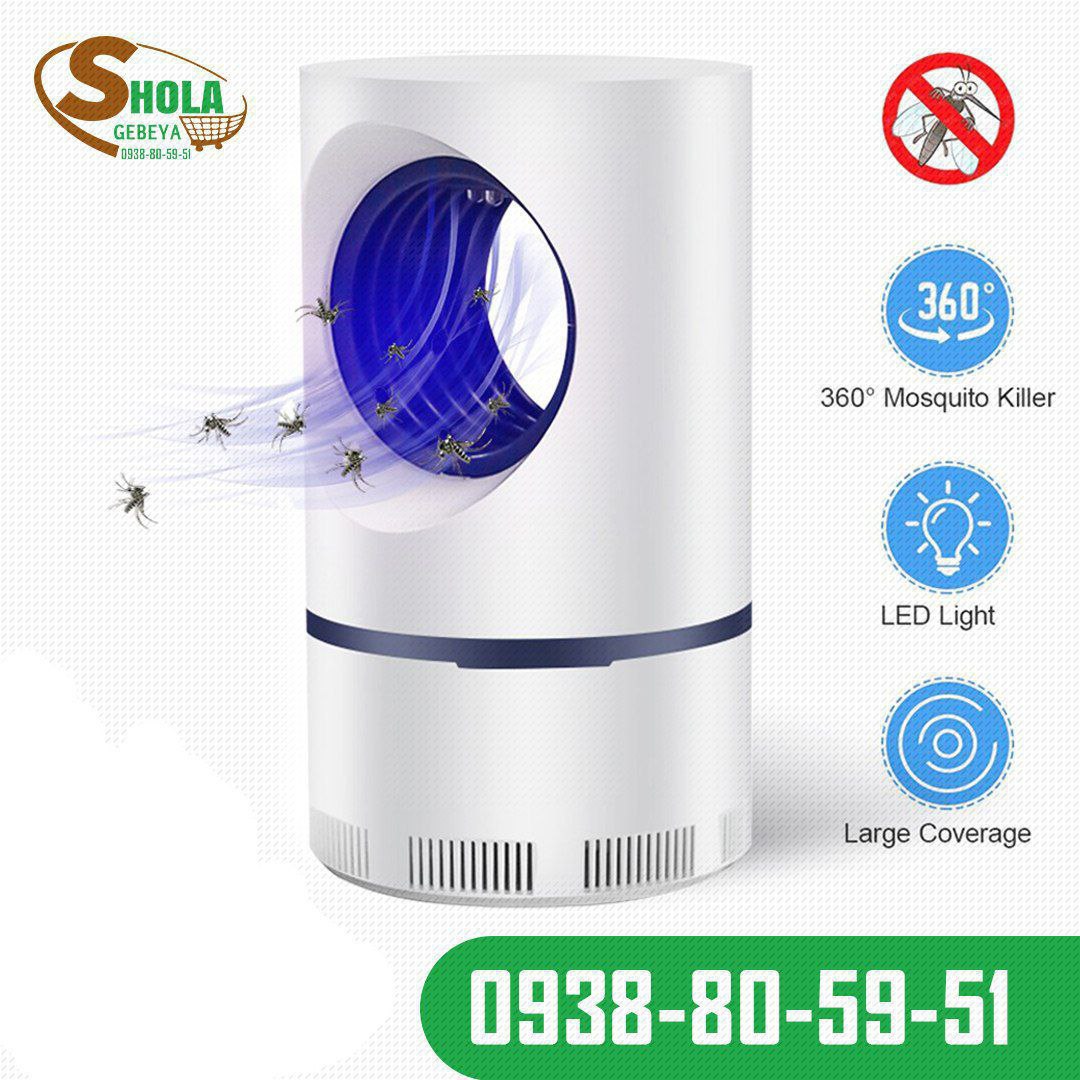 SHOLA
GEBEYA
0938-80-59-51
360°
360° Mosquito Killer
LED Light
Large Coverage
0938-80-59-51